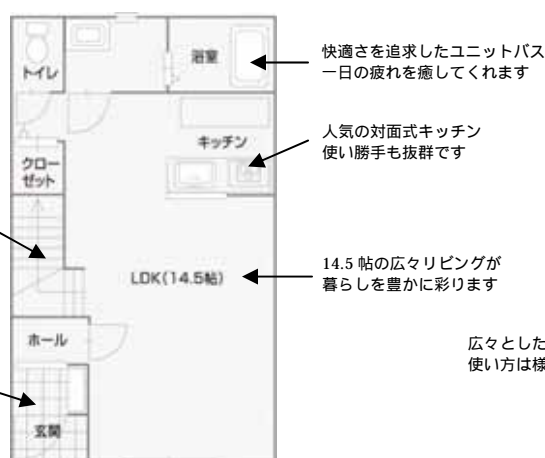 トイレ
浴室
快適さを追求したユニットバス
一日の疲れを癒してくれます
キッチン
人気の対面式キッチン
使い勝手も抜群です
クロー
ゼット
LDK(14.5帖)
14.5 帖の広々リビングが
暮らしを豊かに彩ります
ホール
広々とした
使い方は様
玄関